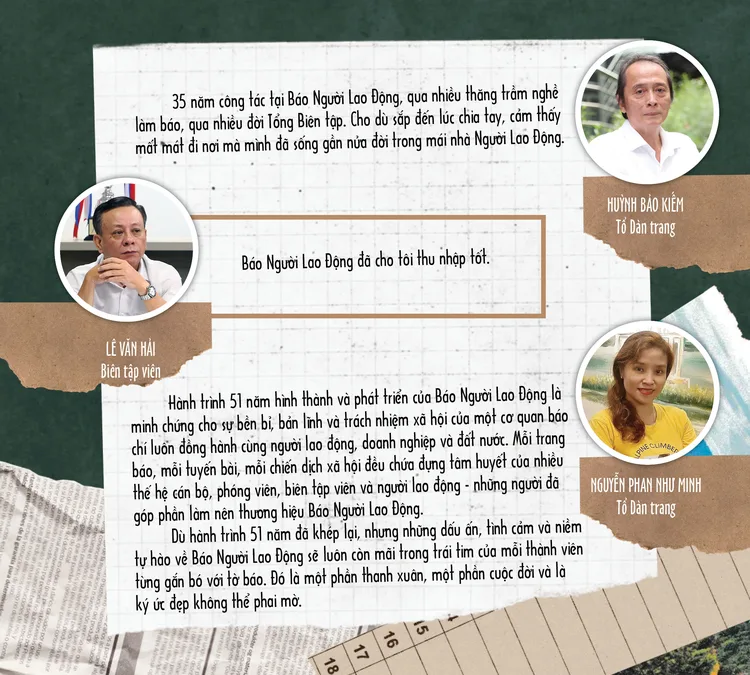 35 năm công tác tại Báo Người Lao Động, qua nhiều thăng trầm nghề
làm báo, qua nhiều đời Tổng Biên tập. Cho dù sắp đến lúc chia tay, cảm thấy
mất mát đi nơi mà mình đã sống gần nửa đời trong mái nhà Người Lao Động.
HUỲNH BẢO KIẾM
Tổ Dàn trang
Báo Người Lao Động đã cho tôi thu nhập tốt.
LÊ VĂN HẢI
Biên tập viên
Hành trình 51 năm hình thành và phát triển của Báo Người Lao Động là
minh chứng cho sự bền bỉ, bản lĩnh và trách nhiệm xã hội của một cơ quan báo
chí luôn đồng hành cùng người lao động, doanh nghiệp và đất nước. Mỗi trang
báo, mỗi tuyến bài, mỗi chiến dịch xã hội đều chứa đựng tâm huyết của nhiều
thế hệ cán bộ, phóng viên, biên tập viên và người lao động - những người đã
góp phần làm nên thương hiệu Báo Người Lao Động.
Dù hành trình 51 năm đã khép lại, nhưng những dấu ấn, tình cảm và niềm
tự hào về Báo Người Lao Động sẽ luôn còn mãi trong trái tim của mỗi thành viên
từng gắn bó với tờ báo. Đó là một phần thanh xuân, một phần cuộc đời và là
ký ức đẹp không thể phai mờ.
NGUYỄN PHAN NHƯ MINH
Tổ Dàn trang
18
17
16
15